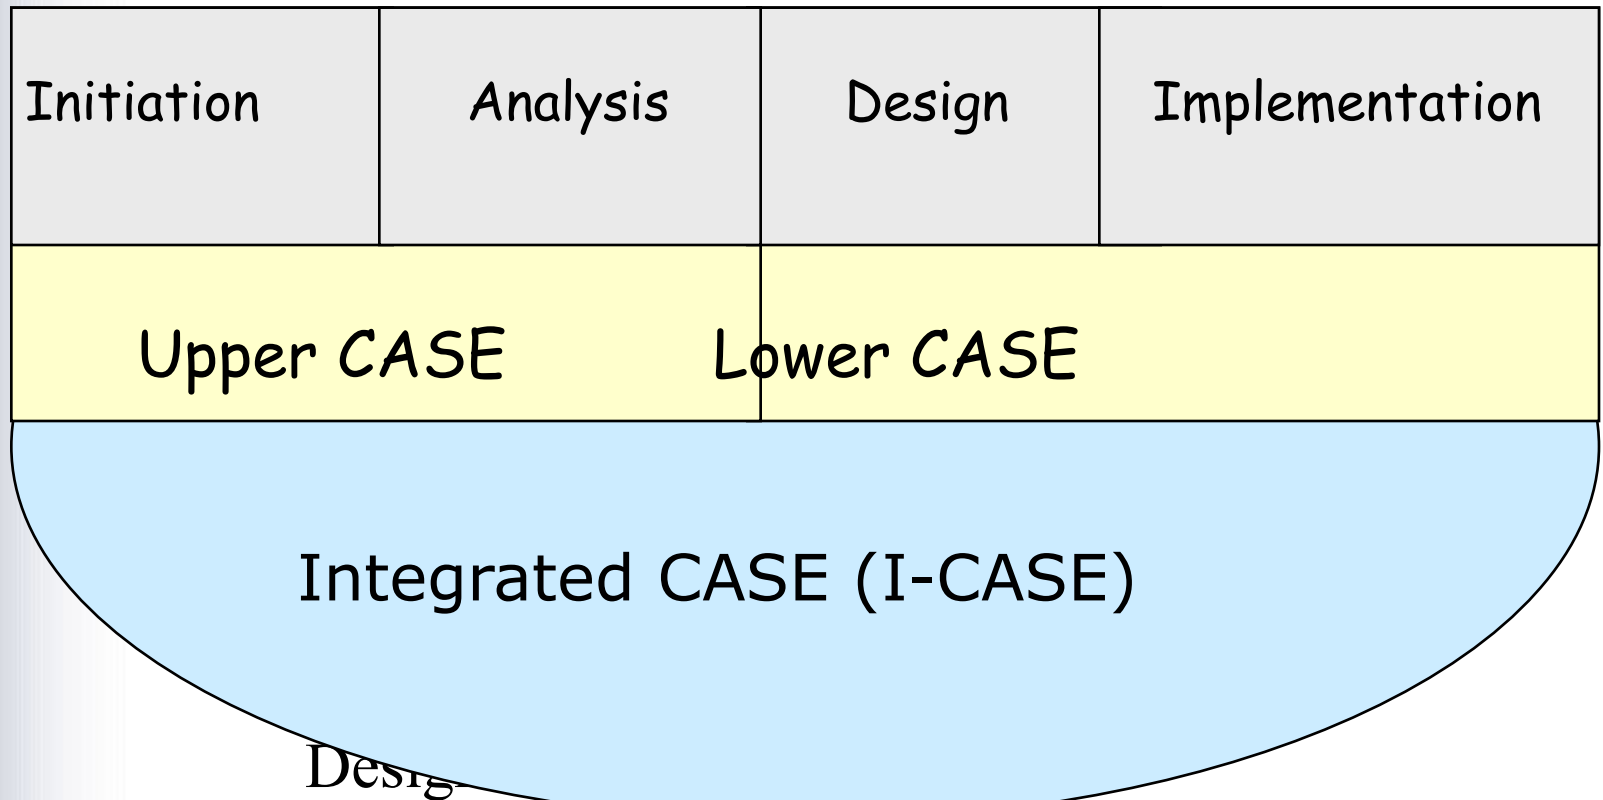 Initiation Analysis Design Implementation
Upper CASE Lower CASE
Integrated CASE (I-CASE)